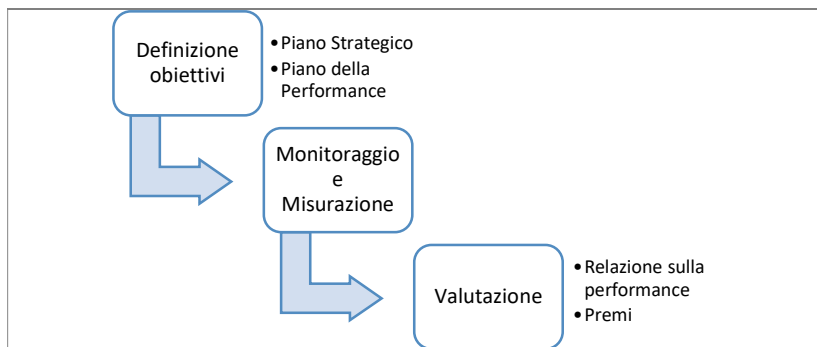 Definizione
obiettivi
•Piano Strategico
•Piano della
Performance
Monitoraggio
e
Misurazione
Valutazione
•Relazione sulla
performance
•Premi